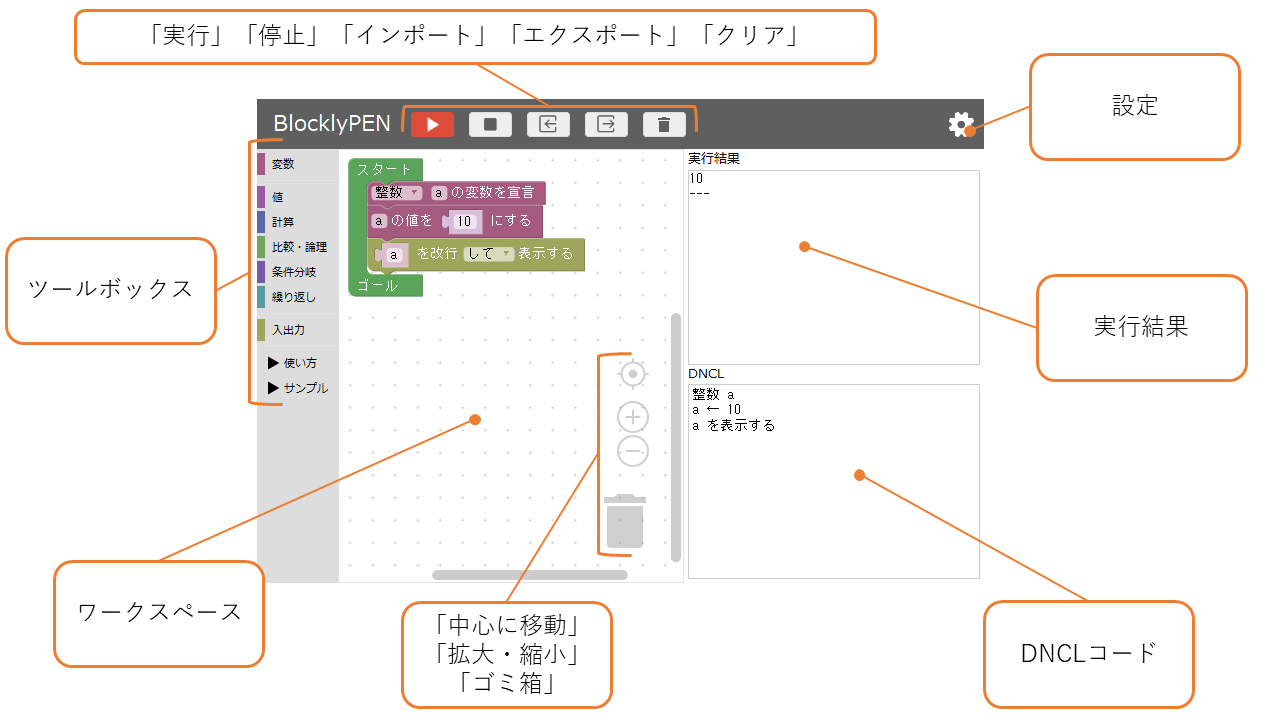 「実行」「停止」「インポート」「エクスポート」「クリア」
設定
BlocklyPEN
ツールボックス
変数
値
計算
比較・論理
条件分岐
繰り返し
入出力
▶ 使い方
▶ サンプル
スタート
整数 ▼ a の変数を宣言
a の値を 10 にする
a を改行 して ▼ 表示する
ゴール
実行結果
10
---
実行結果
DNCL
整数 a
a ← 10
a を表示する
ワークスペース
「中心に移動」
「拡大・縮小」
「ゴミ箱」
DNCLコード